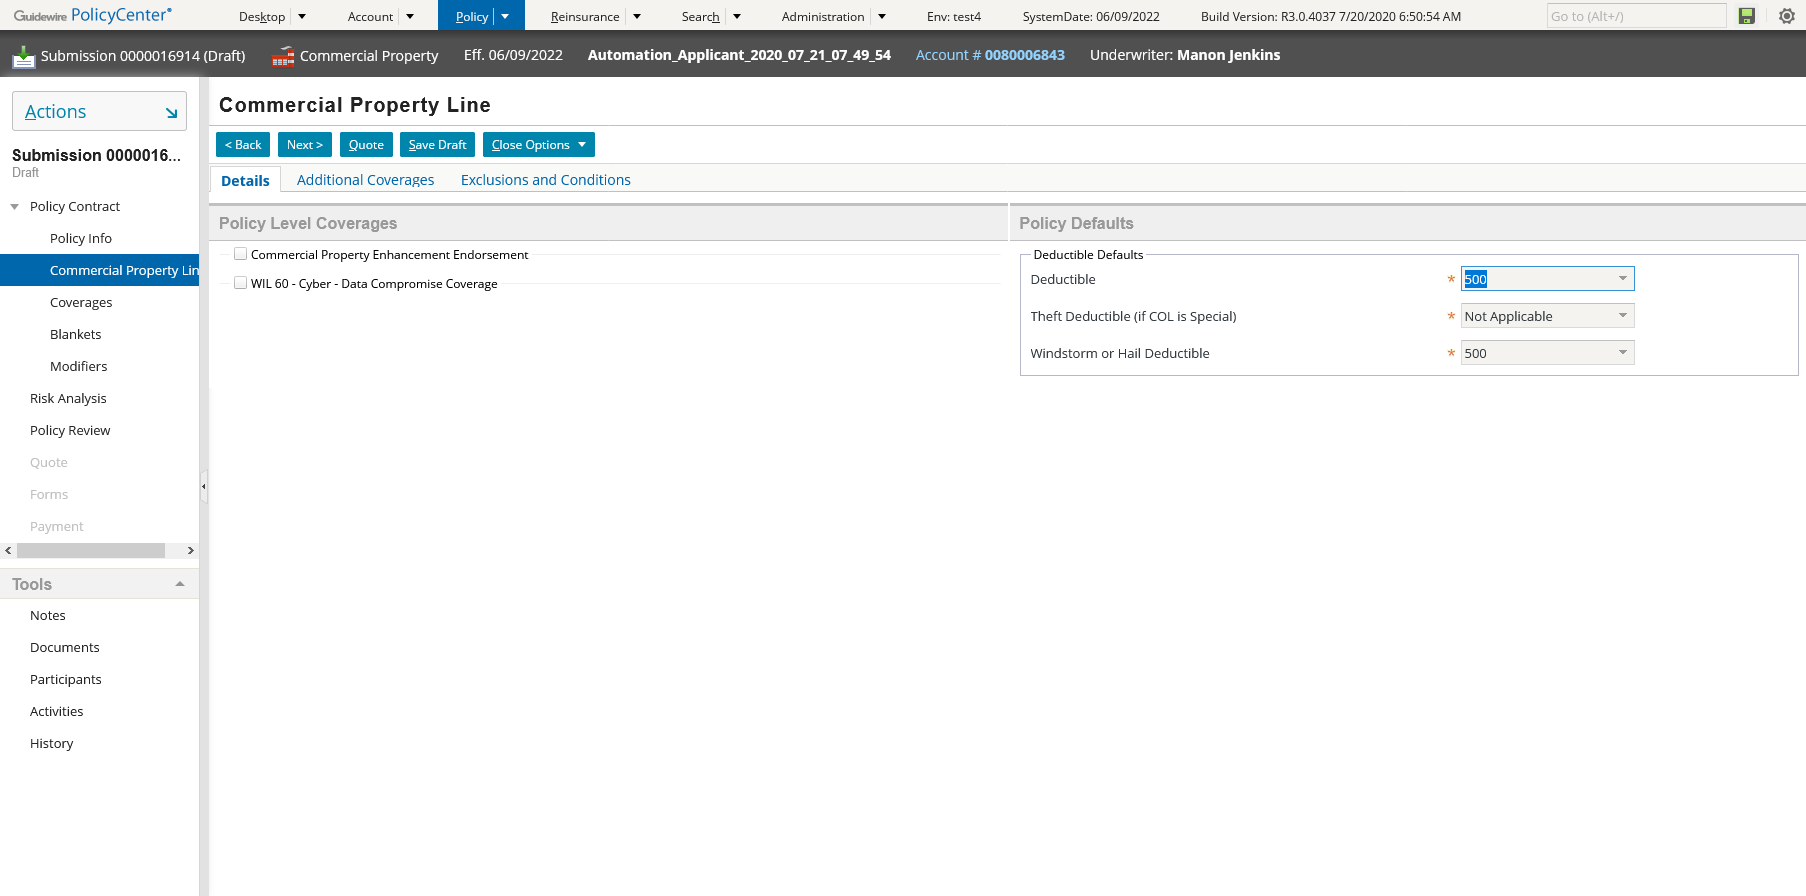 Guidewire PolicyCenter
Desktop
Account
Policy
Reinsurance
Search
Administration
Env: test4
SystemDate: 06/09/2022
Build Version: R3.0.4037 7/20/2020 6:50:54 AM
Go to (Alt+/)
Submission 0000016914 (Draft)
Commercial Property
Eff. 06/09/2022
Automation_Applicant_2020_07_21_07_49_54
Account # 0080006843
Underwriter: Manon Jenkins
Actions
Submission 0000016...
Draft
Policy Contract
Policy Info
Commercial Property Lin
Coverages
Blankets
Modifiers
Risk Analysis
Policy Review
Quote
Forms
Payment
Tools
Notes
Documents
Participants
Activities
History
Commercial Property Line
< Back
Next >
Quote
Save Draft
Close Options
Details
Additional Coverages
Exclusions and Conditions
Policy Level Coverages
Commercial Property Enhancement Endorsement
WIL 60 - Cyber - Data Compromise Coverage
Policy Defaults
Deductible Defaults
Deductible * 500
Theft Deductible (if COL is Special) * Not Applicable
Windstorm or Hail Deductible * 500